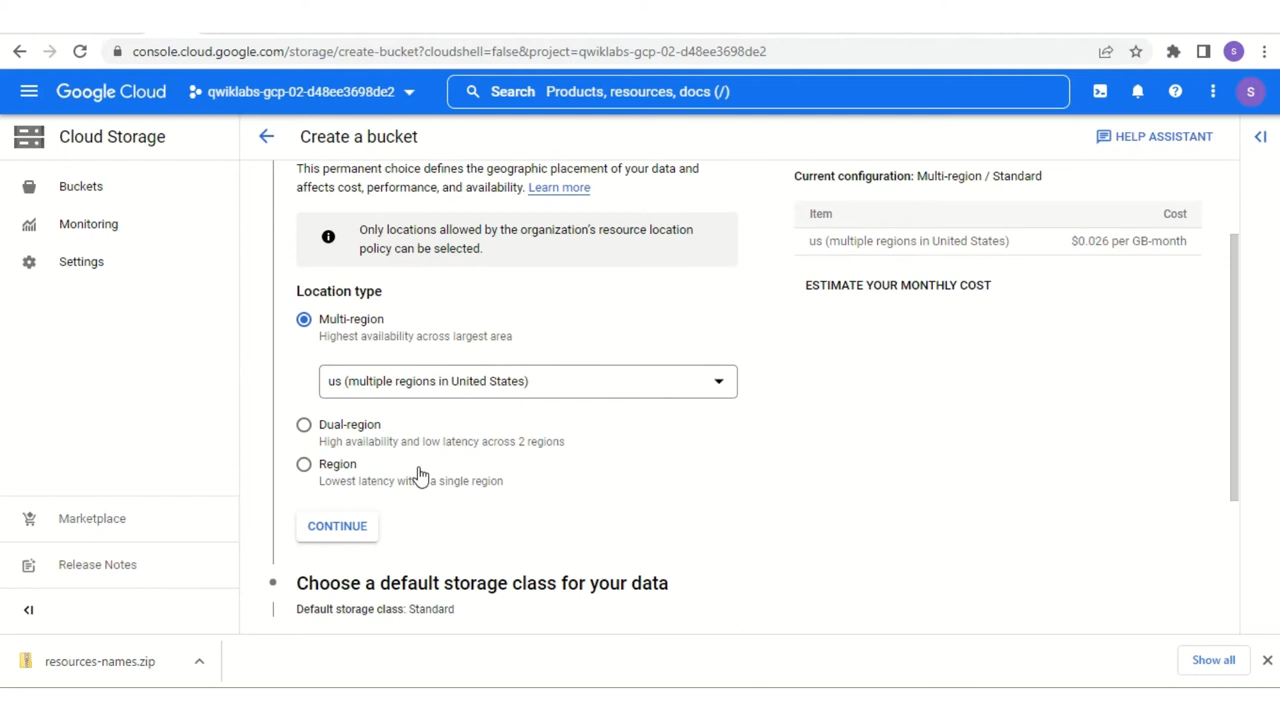 console.cloud.google.com/storage/create-bucket?cloudshell=false&project=qwiklabs-gcp-02-d48ee3698de2
S
Google Cloud
qwiklabs-gcp-02-d48ee3698de2
Search Products, resources, docs (/)
S
Cloud Storage
Create a bucket
HELP ASSISTANT
Buckets
Monitoring
Settings
Marketplace
Release Notes
This permanent choice defines the geographic placement of your data and
affects cost, performance, and availability. Learn more
Only locations allowed by the organization's resource location
policy can be selected.
Location type
Multi-region
Highest availability across largest area
us (multiple regions in United States)
Dual-region
High availability and low latency across 2 regions
Region
Lowest latency a single region
CONTINUE
Choose a default storage class for your data
Default storage class: Standard
Current configuration: Multi-region / Standard
Item Cost
us (multiple regions in United States) $0.026 per GB-month
ESTIMATE YOUR MONTHLY COST
resources-names.zip
Show all